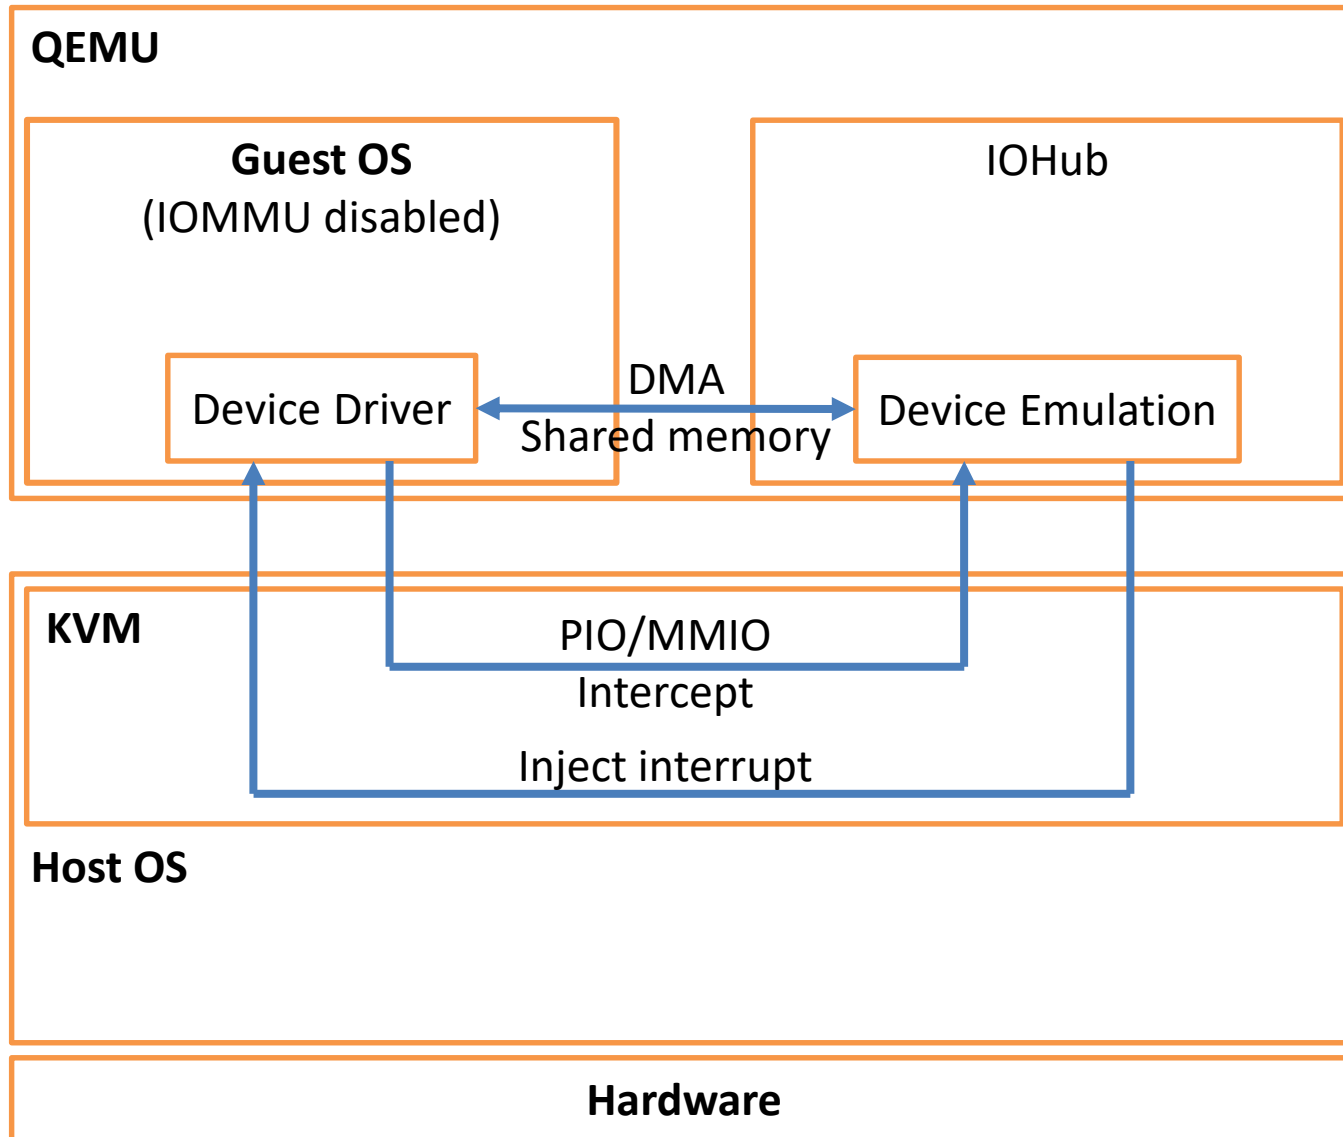 QEMU
Guest OS
(IOMMU disabled)
IOHub
Device Driver
DMA
Shared memory
Device Emulation
KVM
PIO/MMIO
Intercept
Inject interrupt
Host OS
Hardware